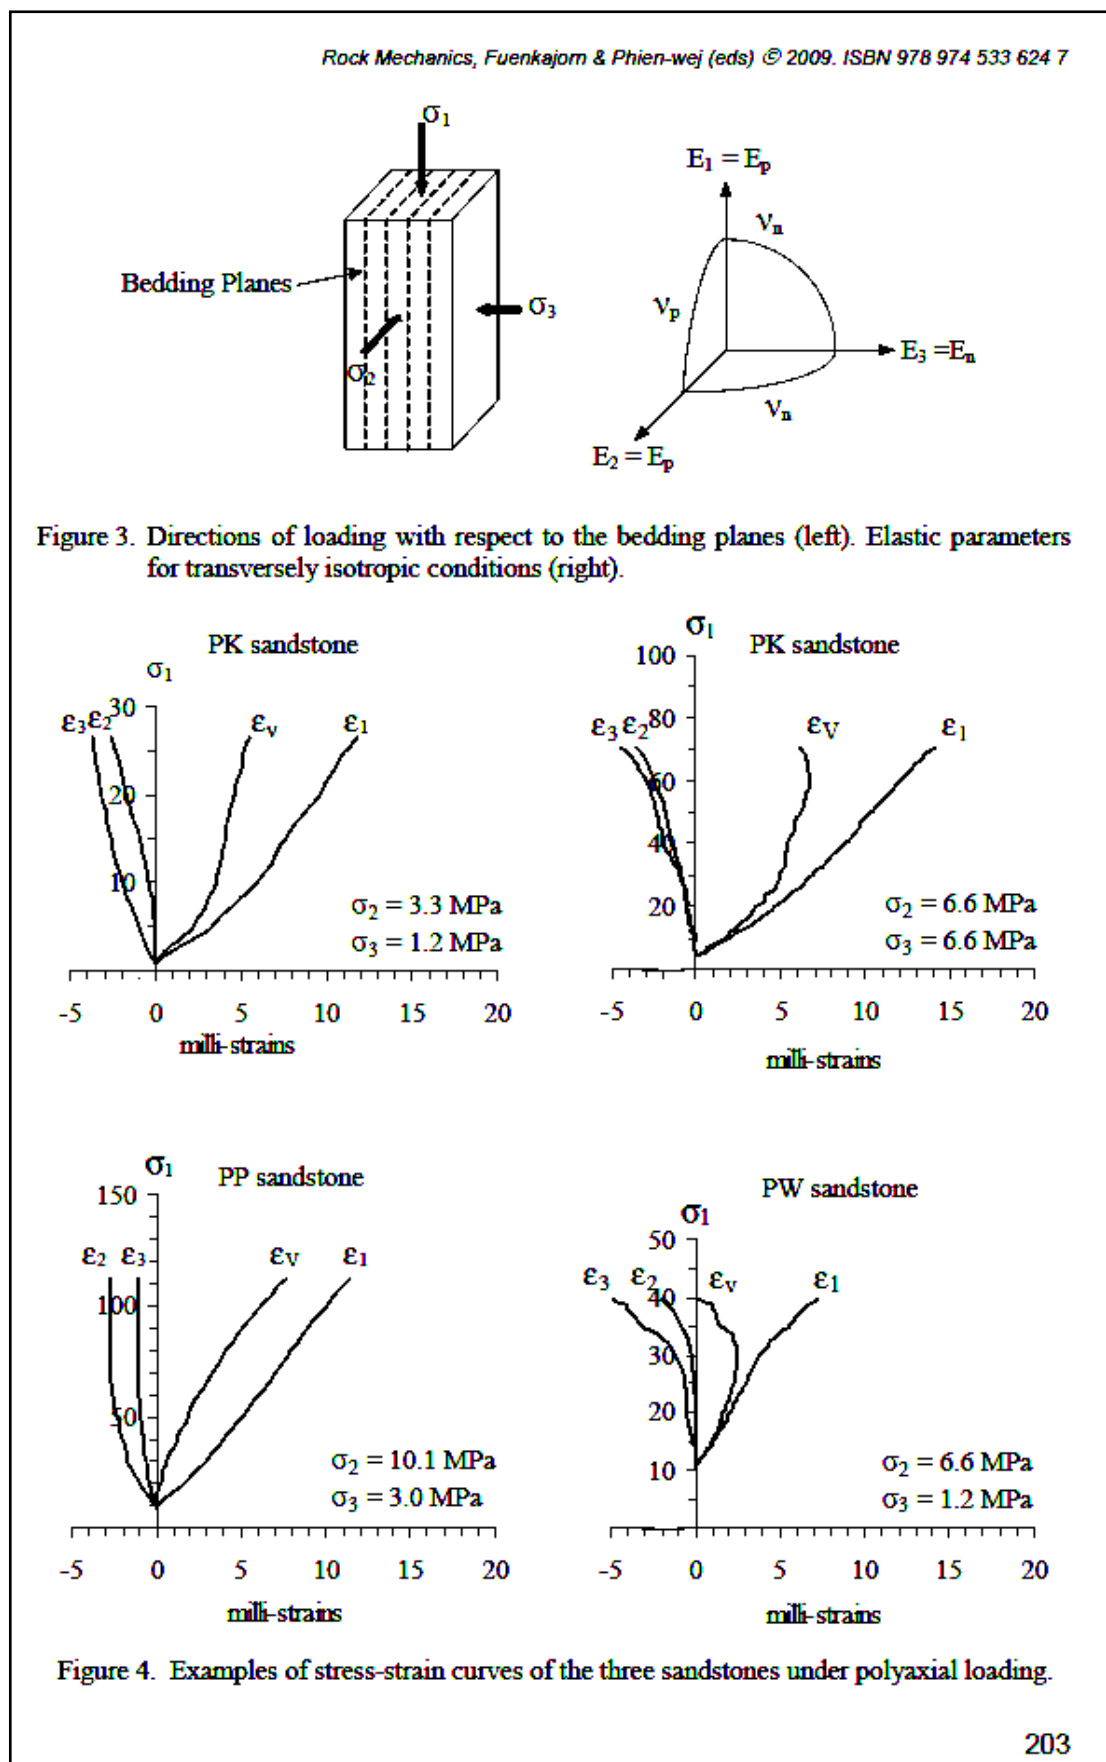 Rock Mechanics, Fuenkajorn & Phien-wej (eds) © 2009. ISBN 978 974 533 624 7
σ1
E1 = Ep
νn
Bedding Planes
νp
σ3
E3 =En
σ2
νn
E2 = Ep
Figure 3. Directions of loading with respect to the bedding planes (left). Elastic parameters
for transversely isotropic conditions (right).
PK sandstone
σ1
30
ε3 ε2 εv ε1
20
10
σ2 = 3.3 MPa
σ3 = 1.2 MPa
-5 0 5 10 15 20
milli-strains
σ1
PK sandstone
100
80
ε3 ε2 εV ε1
60
40
20
σ2 = 6.6 MPa
σ3 = 6.6 MPa
-5 0 5 10 15 20
milli-strains
σ1
PP sandstone
150
ε2 ε3 εV ε1
100
50
σ2 = 10.1 MPa
σ3 = 3.0 MPa
-5 0 5 10 15 20
milli-strains
PW sandstone
σ1
50
ε3 ε2 εv ε1
40
30
20
10
σ2 = 6.6 MPa
σ3 = 1.2 MPa
-5 0 5 10 15 20
milli-strains
Figure 4. Examples of stress-strain curves of the three sandstones under polyaxial loading.
203